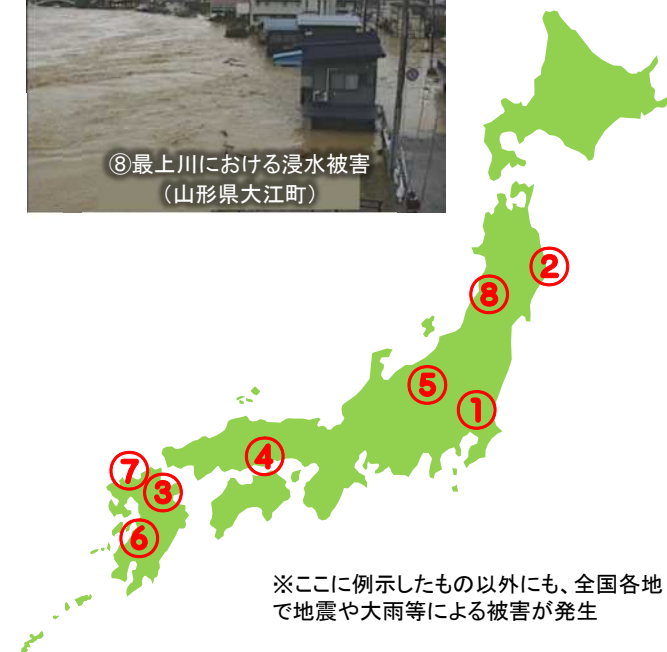 ⑧最上川における浸水被害
(山形県大江町)
②
⑧
⑤
①
④
⑦
③
⑥
※ここに例示したもの以外にも、全国各地
で地震や大雨等による被害が発生